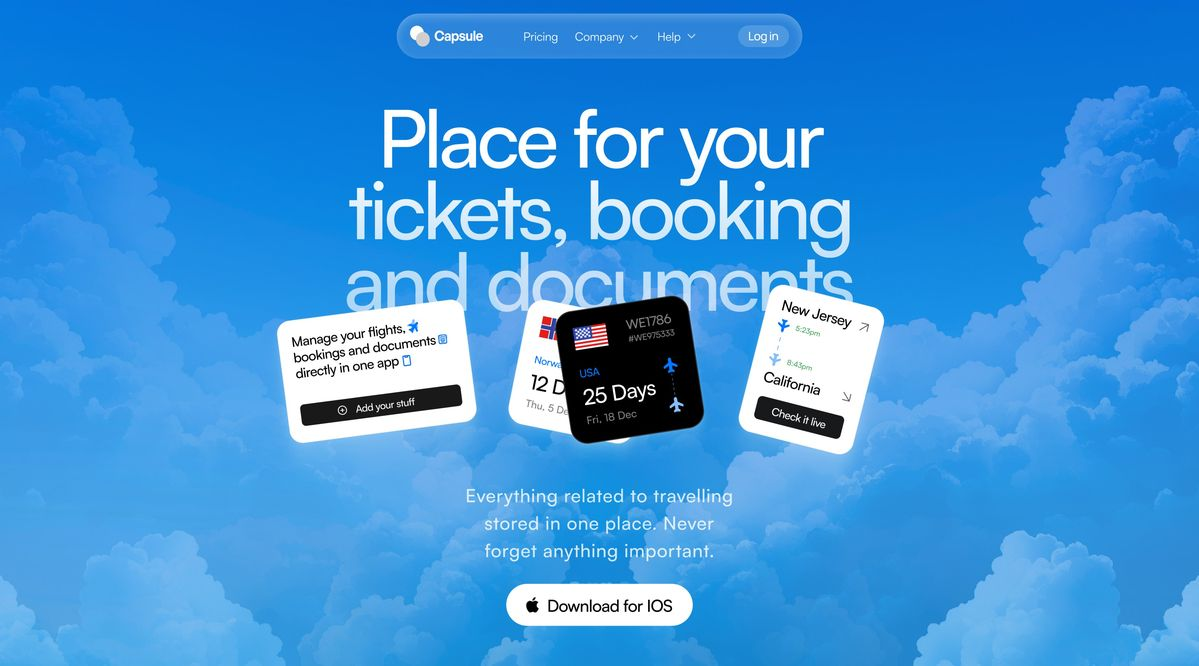 Capsule
Pricing
Company
Help
Log in
Place for your
tickets, booking
and documents
Manage your flights,
bookings and documents
directly in one app
Add your stuff
12 D
Thu, 5 De
WE1786
#WE975333
USA
25 Days
Fri, 18 Dec
New Jersey
5:23pm
8:43pm
California
Check it live
Everything related to travelling
stored in one place. Never
forget anything important.
Download for IOS